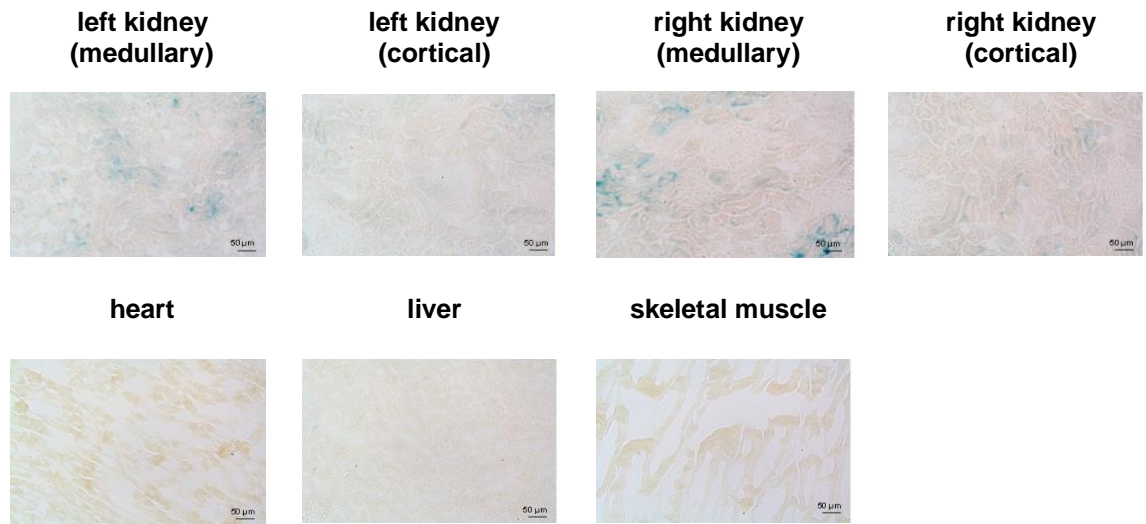 left kidney
(medullary)
left kidney
(cortical)
right kidney
(medullary)
right kidney
(cortical)
50 µm
50 µm
50 µm
50 µm
heart
liver
skeletal muscle
50 µm
50 µm
50 µm